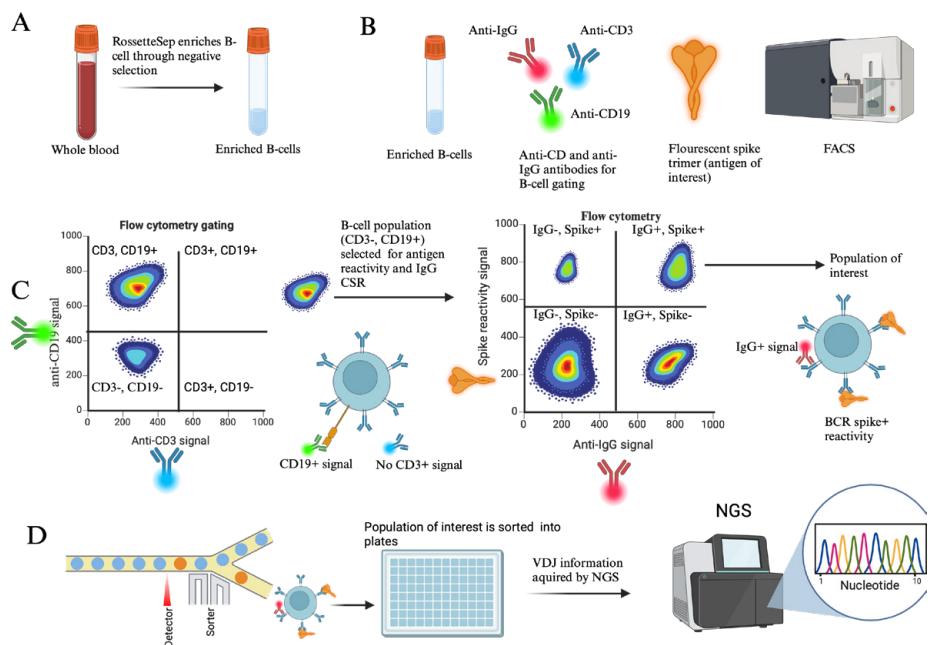 A
RossetteSep enriches B-
cell through negative
selection
Whole blood
Enriched B-cells
B
Anti-IgG
Anti-CD3
Anti-CD19
Enriched B-cells
Anti-CD and anti-
IgG antibodies for
B-cell gating
Flourescent spike
trimer (antigen of
interest)
FACS
C
Flow cytometry gating
1000
800
600
400
200
0
anti-CD19 signal
CD3, CD19+
CD3+, CD19+
CD3-, CD19-
CD3+, CD19-
0
200
400
600
800
1000
Anti-CD3 signal
B-cell population
(CD3-, CD19+)
selected for antigen
reactivity and IgG
CSR
CD19+ signal
No CD3+ signal
Flow cytometry
1000
800
600
400
200
0
Spike reactivity signal
IgG-, Spike+
IgG+, Spike+
IgG-, Spike-
IgG+, Spike-
0
200
400
600
800
1000
Anti-IgG signal
Population of
interest
IgG+ signal
BCR spike+
reactivity
D
Detector
Sorter
Population of interest is sorted into
plates
VDJ information
aquired by NGS
NGS
1
10
Nucleotide